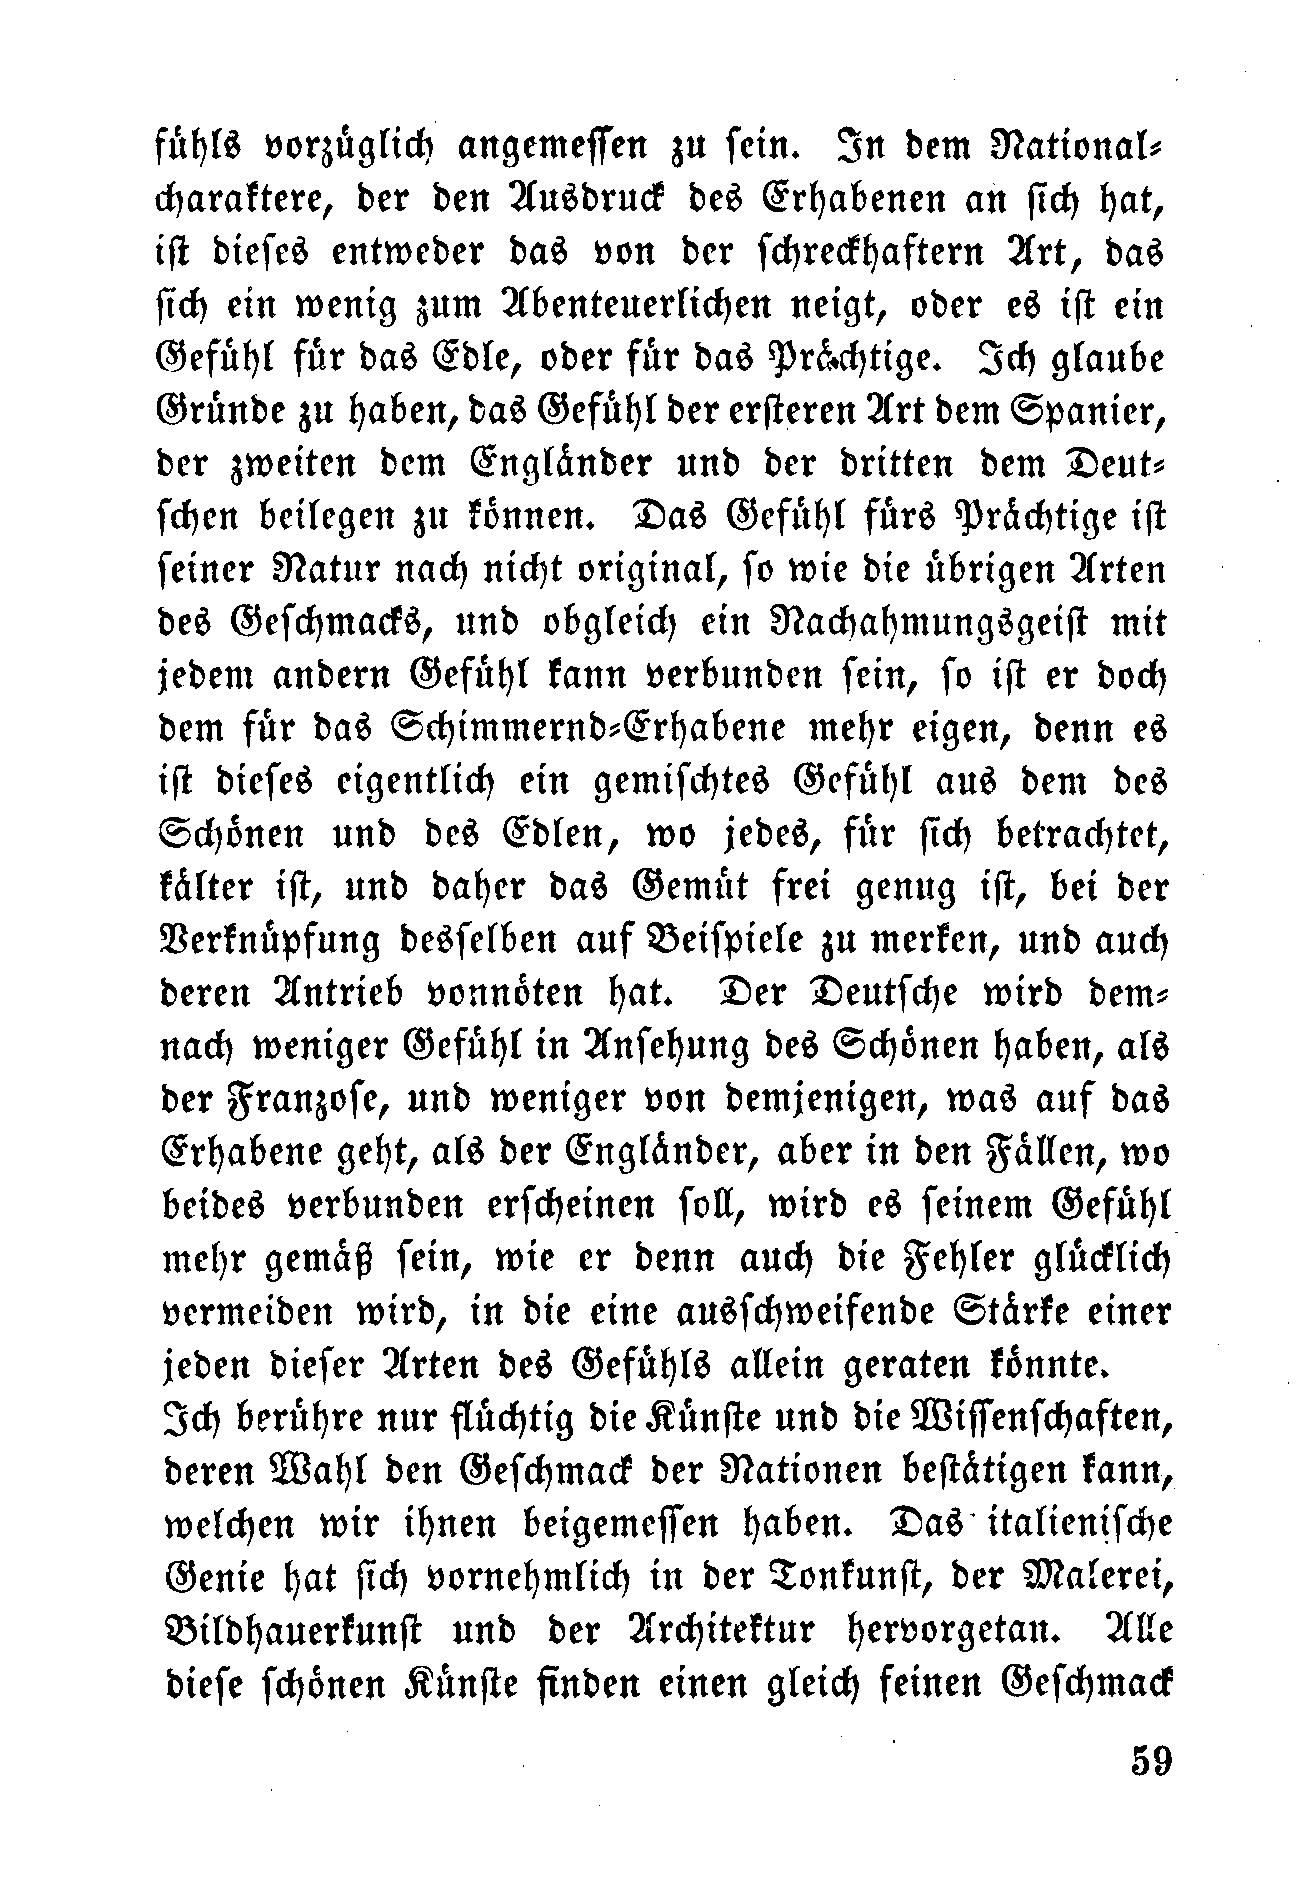 fühls vorzüglich angemessen zu sein. In dem National-
charaktere, der den Ausdruck des Erhabenen an sich hat,
ist dieses entweder das von der schreckhaftern Art, das
sich ein wenig zum Abenteuerlichen neigt, oder es ist ein
Gefühl für das Edle, oder für das Prächtige. Ich glaube
Gründe zu haben, das Gefühl der ersteren Art dem Spanier,
der zweiten dem Engländer und der dritten dem Deut-
schen beilegen zu können. Das Gefühl fürs Prächtige ist
seiner Natur nach nicht original, so wie die übrigen Arten
des Geschmacks, und obgleich ein Nachahmungsgeist mit
jedem andern Gefühl kann verbunden sein, so ist er doch
dem für das Schimmernd-Erhabene mehr eigen, denn es
ist dieses eigentlich ein gemischtes Gefühl aus dem des
Schönen und des Edlen, wo jedes, für sich betrachtet,
kälter ist, und daher das Gemüt frei genug ist, bei der
Verknüpfung desselben auf Beispiele zu merken, und auch
deren Antrieb vonnöten hat. Der Deutsche wird dem-
nach weniger Gefühl in Ansehung des Schönen haben, als
der Franzose, und weniger von demjenigen, was auf das
Erhabene geht, als der Engländer, aber in den Fällen, wo
beides verbunden erscheinen soll, wird es seinem Gefühl
mehr gemäß sein, wie er denn auch die Fehler glücklich
vermeiden wird, in die eine ausschweifende Stärke einer
jeden dieser Arten des Gefühls allein geraten könnte.
Ich berühre nur flüchtig die Künste und die Wissenschaften,
deren Wahl den Geschmack der Nationen bestätigen kann,
welchen wir ihnen beigemessen haben. Das italienische
Genie hat sich vornehmlich in der Tonkunst, der Malerei,
Bildhauerkunst und der Architektur hervorgetan. Alle
diese schönen Künste finden einen gleich feinen Geschmack
59